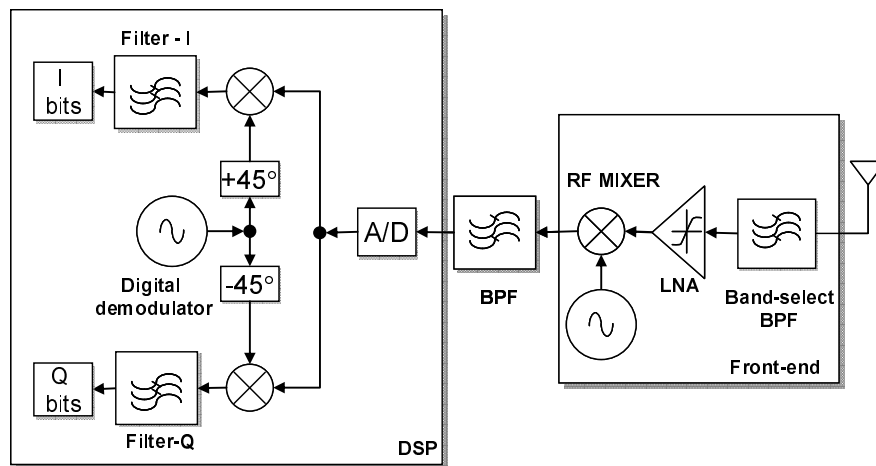 Filter - I
I
bits
+45°
Digital
demodulator
-45°
A/D
Q
bits
Filter-Q
DSP
BPF
RF MIXER
LNA
Band-select
BPF
Front-end